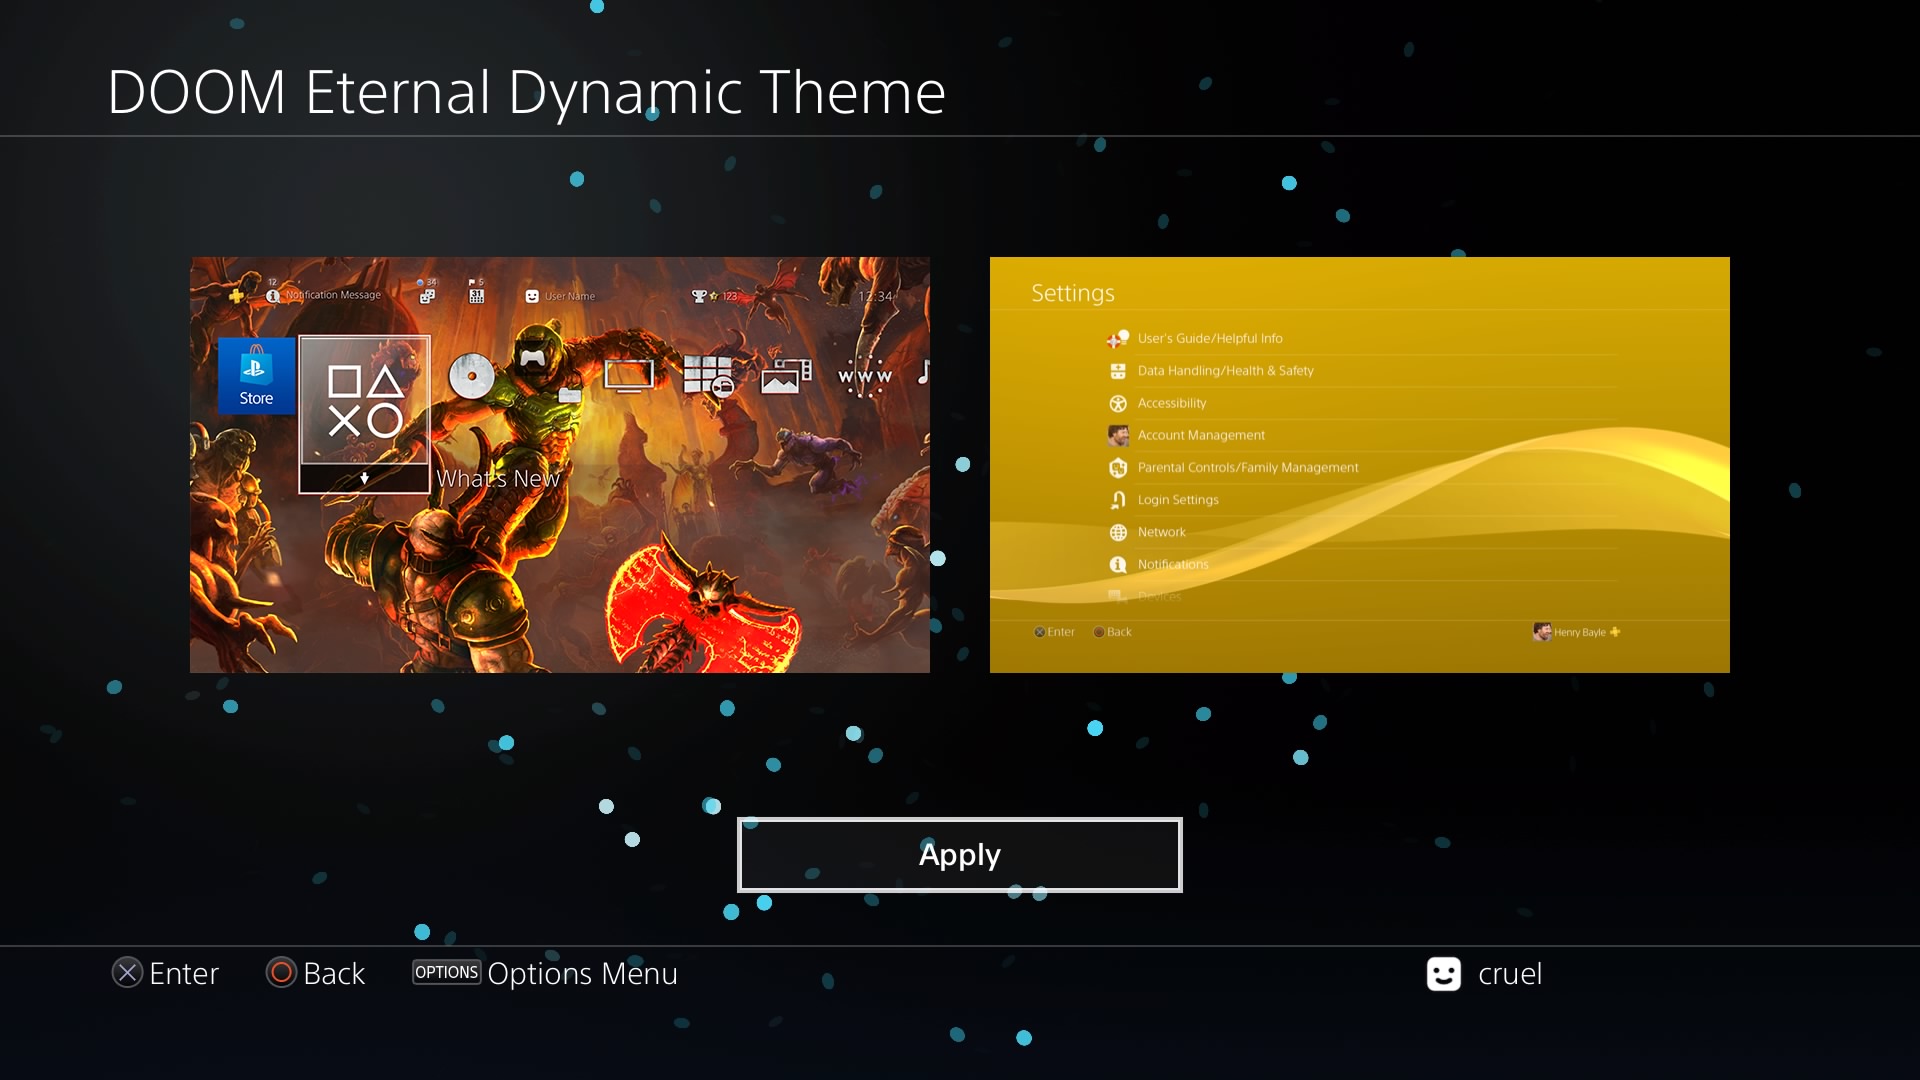 DOOM Eternal Dynamic Theme
12
Notification Message
34
5
31
User Name
123
12:34
Store
www
What's New
Settings
User's Guide/Helpful Info
Data Handling/Health & Safety
Accessibility
Account Management
Parental Controls/Family Management
Login Settings
Network
Notifications
Devices
Enter
Back
Henry Bayle
Apply
Enter
Back
OPTIONS Options Menu
cruel